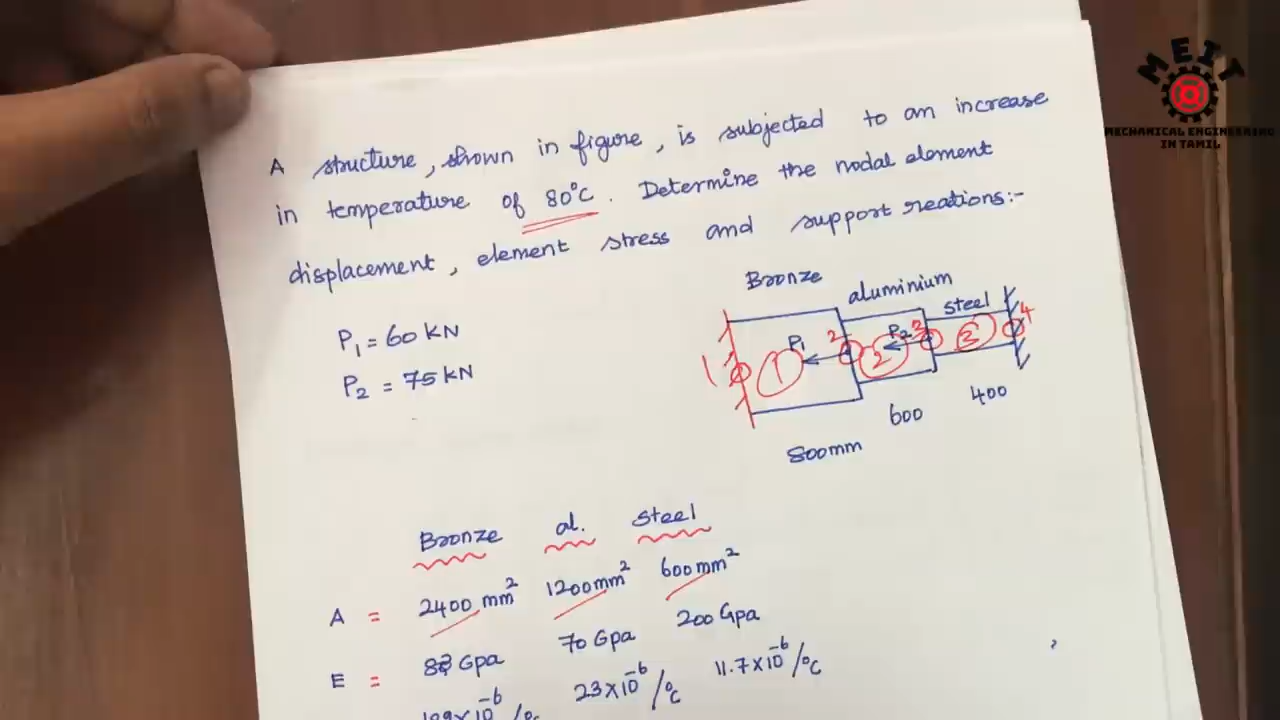 MEIT
MECHANICAL ENGINEERING
IN TAMIL
A structure, shown in figure, is subjected to an increase
in temperature of 80°C. Determine the nodal element
displacement, element stress and support reations:-
P₁ = 60 kN
P₂ = 75 kN
Bronze aluminium steel
1 1 P₁ 2 2 P₂ 3 3 4
800mm 600 400
Bronze al. Steel
A = 2400 mm² 1200mm² 600mm²
E = 83 Gpa 70 Gpa 200 Gpa
23×10⁻⁶/°C 11.7×10⁻⁶/°C